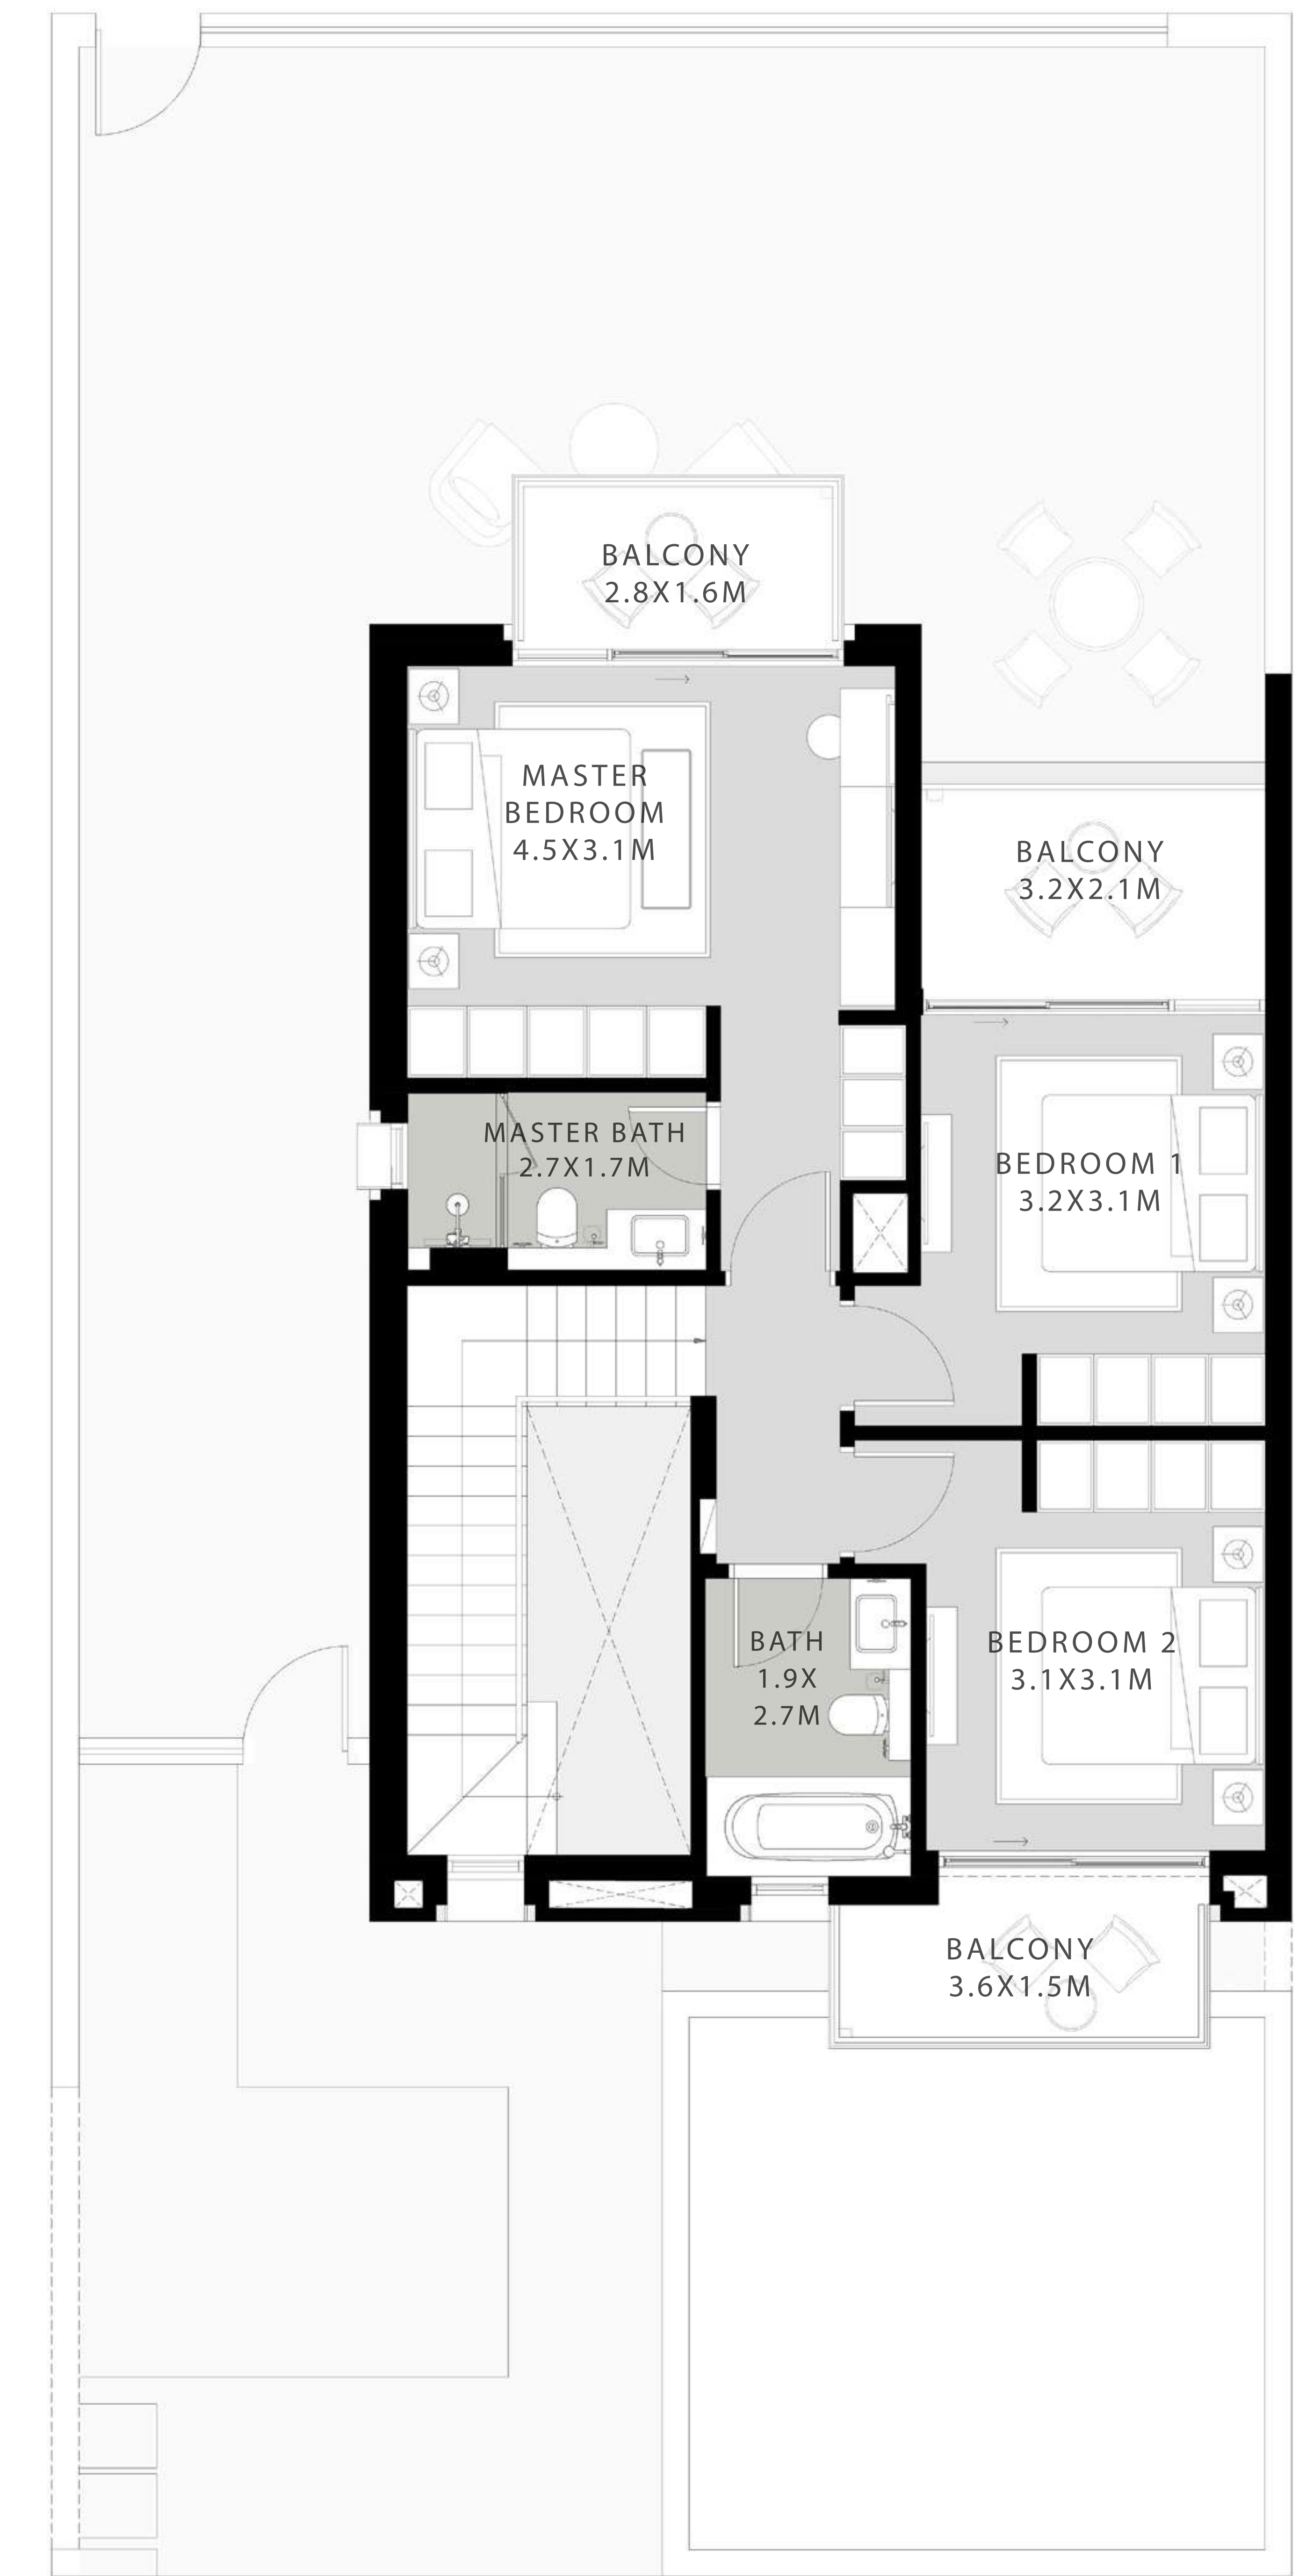 BALCONY
2.8X1.6M
MASTER
BEDROOM
4.5X3.1M
BALCONY
3.2X2.1M
MASTER BATH
2.7X1.7M
BEDROOM 1
3.2X3.1M
BATH
1.9X
2.7M
BEDROOM 2
3.1X3.1M
BALCONY
3.6X1.5M